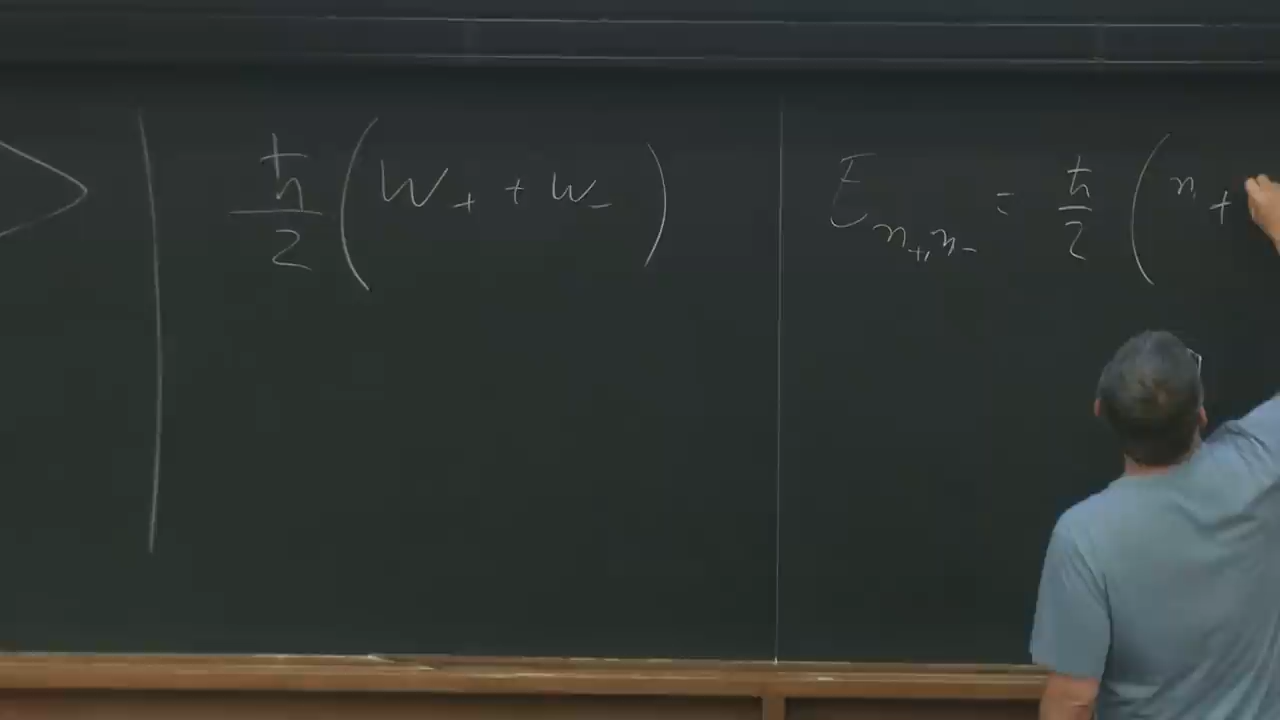 ℏ/2 (W₊ + W₋)
E_{n₊,n₋} = ℏ/2 (n +